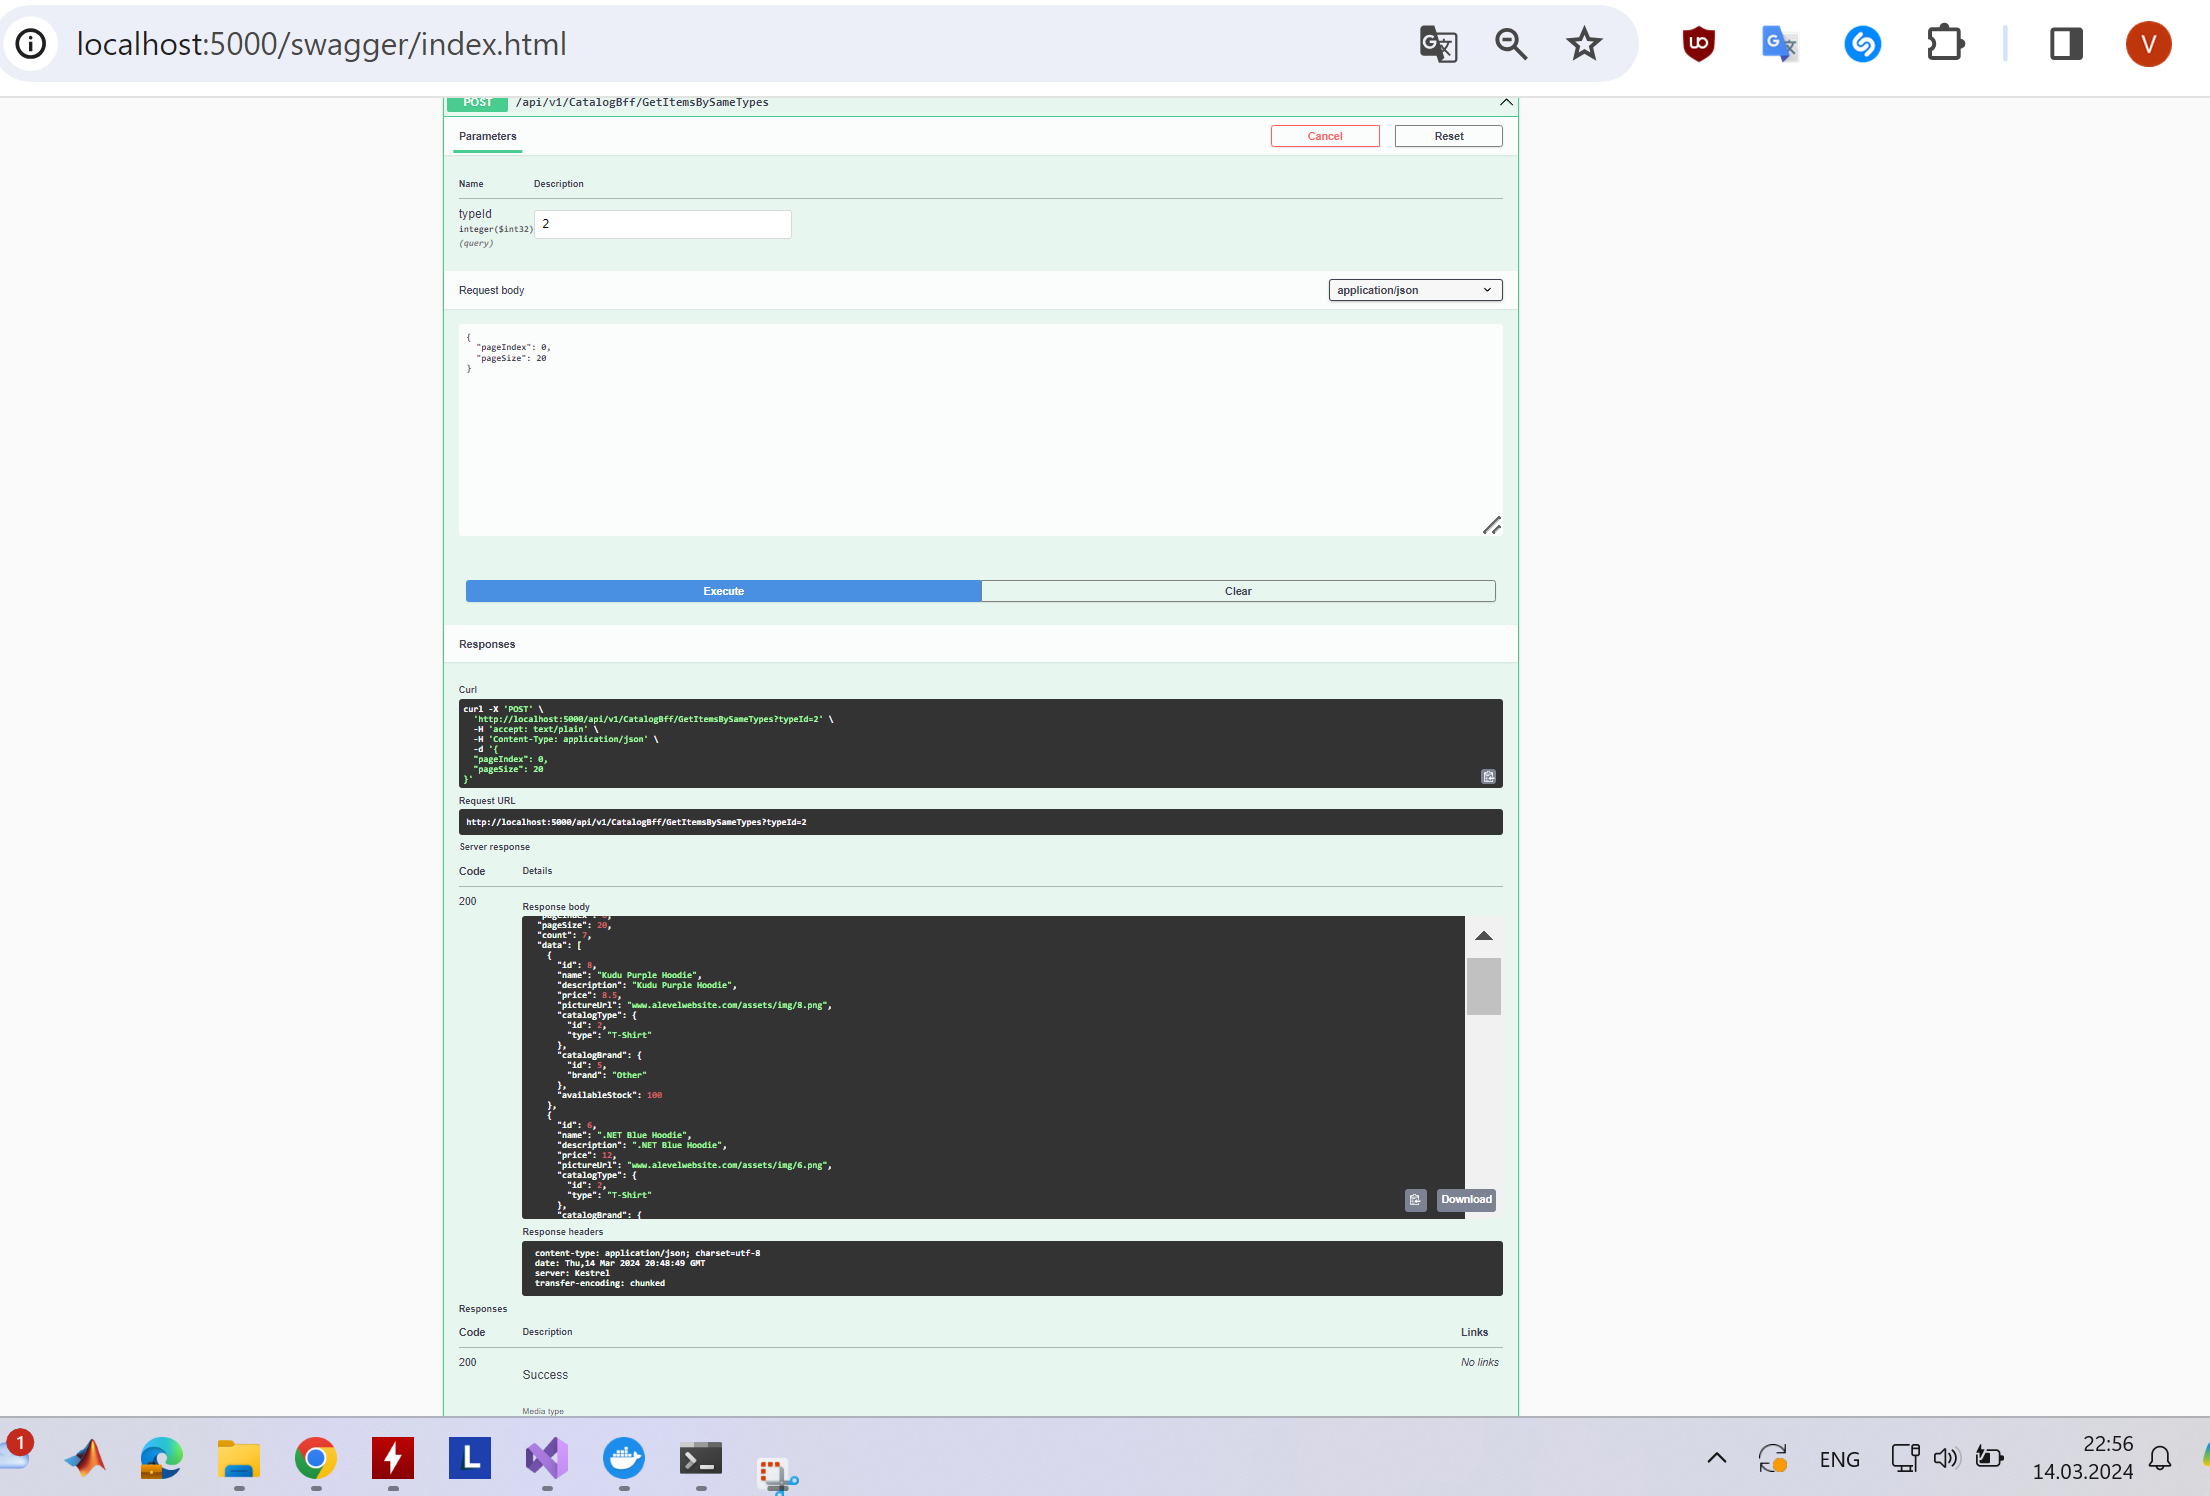 localhost:5000/swagger/index.html
V
POST /api/v1/CatalogBff/GetItemsBySameTypes
Parameters
Cancel
Reset
Name Description
typeId
integer($int32)
(query)
2
Request body
application/json
{
"pageIndex": 0,
"pageSize": 20
}
Execute
Clear
Responses
Curl
curl -X 'POST' \
'http://localhost:5000/api/v1/CatalogBff/GetItemsBySameTypes?typeId=2' \
-H 'accept: text/plain' \
-H 'Content-Type: application/json' \
-d '{
"pageIndex": 0,
"pageSize": 20
}'
Request URL
http://localhost:5000/api/v1/CatalogBff/GetItemsBySameTypes?typeId=2
Server response
Code Details
200
Response body
"pageIndex": 0,
"pageSize": 20,
"count": 7,
"data": [
{
"id": 8,
"name": "Kudu Purple Hoodie",
"description": "Kudu Purple Hoodie",
"price": 8.5,
"pictureUrl": "www.alevelwebsite.com/assets/img/8.png",
"catalogType": {
"id": 2,
"type": "T-Shirt"
},
"catalogBrand": {
"id": 5,
"brand": "Other"
},
"availableStock": 100
},
{
"id": 6,
"name": ".NET Blue Hoodie",
"description": ".NET Blue Hoodie",
"price": 12,
"pictureUrl": "www.alevelwebsite.com/assets/img/6.png",
"catalogType": {
"id": 2,
"type": "T-Shirt"
},
"catalogBrand": {
Download
Response headers
content-type: application/json; charset=utf-8
date: Thu,14 Mar 2024 20:48:49 GMT
server: Kestrel
transfer-encoding: chunked
Responses
Code Description Links
200
Success
No links
Media type
1
L
ENG
22:56
14.03.2024